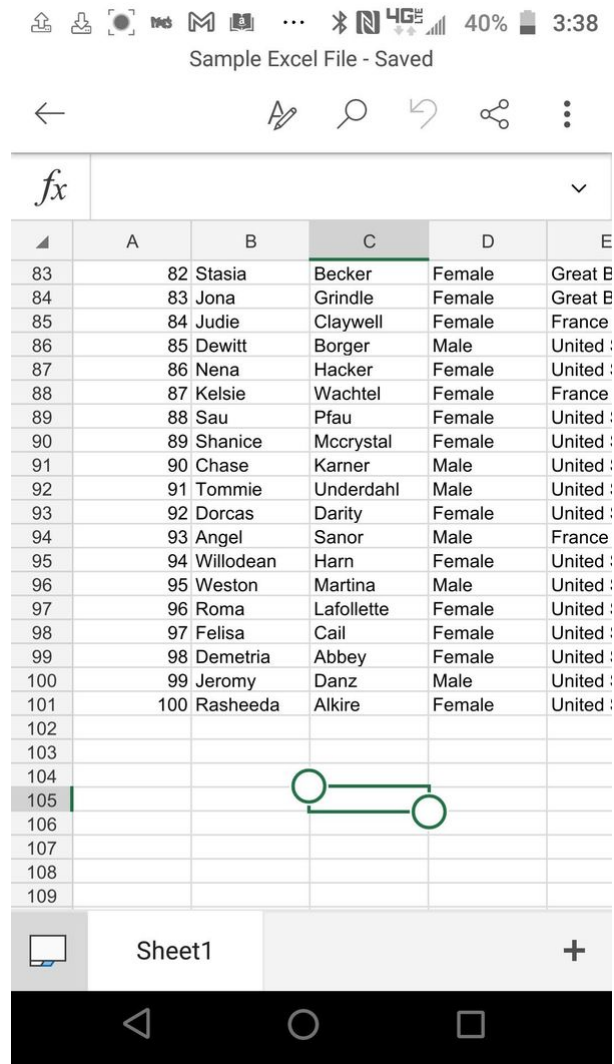 4G LTE 40% 3:38
Sample Excel File - Saved
fx
A B C D E
83 82 Stasia Becker Female Great B
84 83 Jona Grindle Female Great B
85 84 Judie Claywell Female France
86 85 Dewitt Borger Male United
87 86 Nena Hacker Female United
88 87 Kelsie Wachtel Female France
89 88 Sau Pfau Female United
90 89 Shanice Mccrystal Female United
91 90 Chase Karner Male United
92 91 Tommie Underdahl Male United
93 92 Dorcas Darity Female United
94 93 Angel Sanor Male France
95 94 Willodean Harn Female United
96 95 Weston Martina Male United
97 96 Roma Lafollette Female United
98 97 Felisa Cail Female United
99 98 Demetria Abbey Female United
100 99 Jeromy Danz Male United
101 100 Rasheeda Alkire Female United
102
103
104
105
106
107
108
109
Sheet1